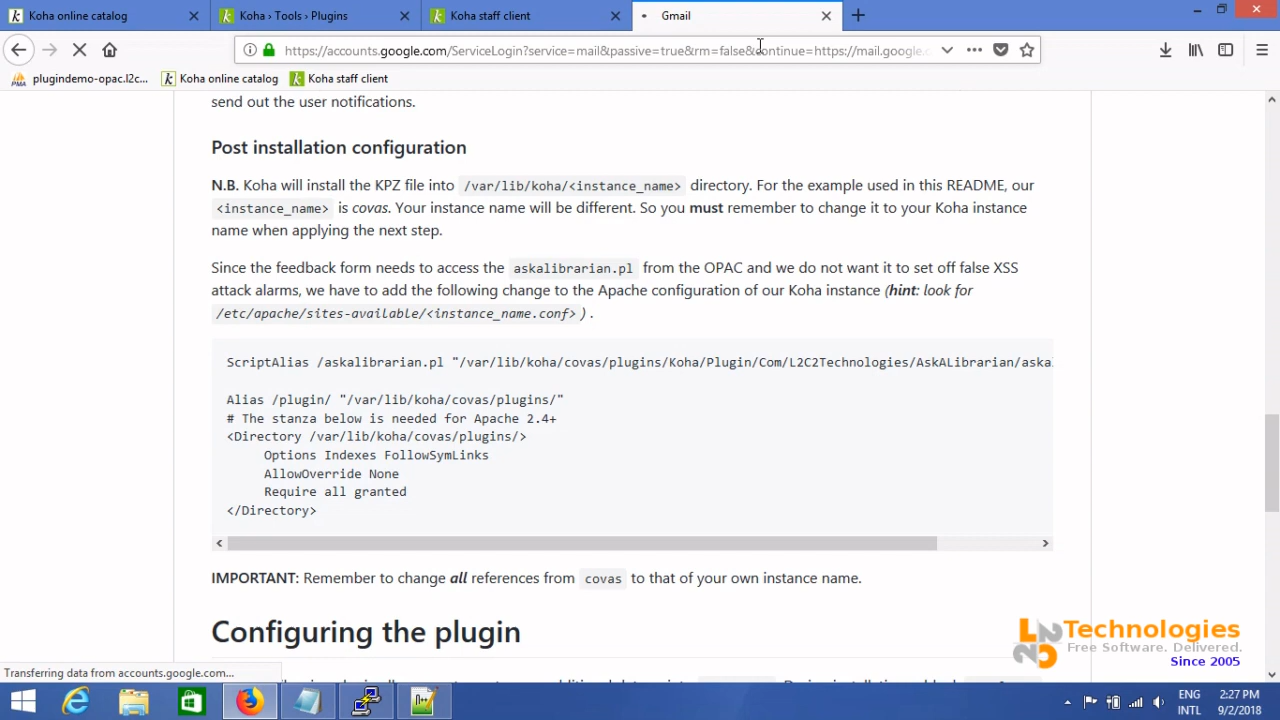 Koha online catalog
Koha › Tools › Plugins
Koha staff client
Gmail
https://accounts.google.com/ServiceLogin?service=mail&passive=true&rm=false&continue=https://mail.google.c
plugindemo-opac.l2c...
Koha online catalog
Koha staff client
send out the user notifications.
Post installation configuration
N.B. Koha will install the KPZ file into /var/lib/koha/<instance_name> directory. For the example used in this README, our
<instance_name> is covas. Your instance name will be different. So you must remember to change it to your Koha instance
name when applying the next step.
Since the feedback form needs to access the askalibrarian.pl from the OPAC and we do not want it to set off false XSS
attack alarms, we have to add the following change to the Apache configuration of our Koha instance (hint: look for
/etc/apache/sites-available/<instance_name.conf> ) .
ScriptAlias /askalibrarian.pl "/var/lib/koha/covas/plugins/Koha/Plugin/Com/L2C2Technologies/AskALibrarian/aska
Alias /plugin/ "/var/lib/koha/covas/plugins/"
# The stanza below is needed for Apache 2.4+
<Directory /var/lib/koha/covas/plugins/>
Options Indexes FollowSymLinks
AllowOverride None
Require all granted
</Directory>
IMPORTANT: Remember to change all references from covas to that of your own instance name.
Configuring the plugin
L2C2 Technologies
Free Software. Delivered.
Since 2005
Transferring data from accounts.google.com...
ENG
INTL
2:27 PM
9/2/2018